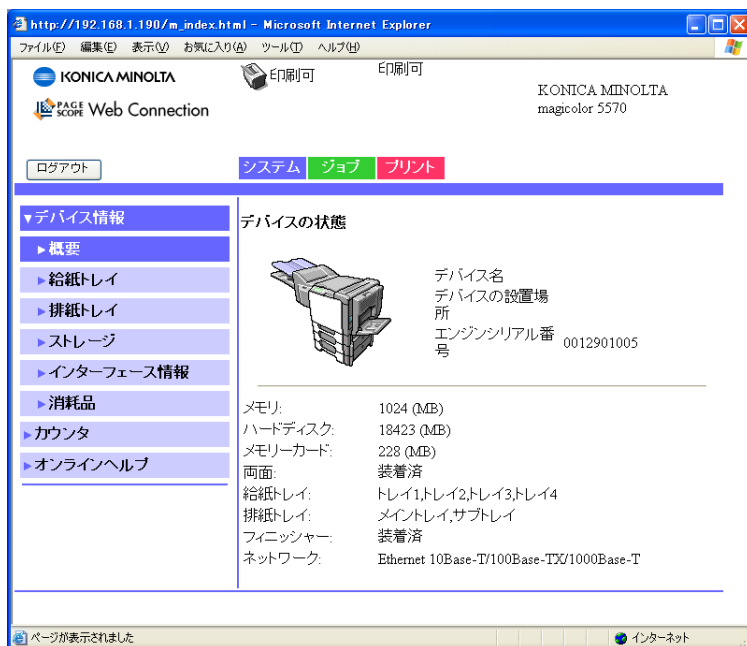 http://192.168.1.190/m_index.html - Microsoft Internet Explorer
ファイル(F) 編集(E) 表示(V) お気に入り(A) ツール(T) ヘルプ(H)
KONICA MINOLTA
印刷可
印刷可
KONICA MINOLTA
magicolor 5570
PAGE SCOPE Web Connection
ログアウト
システム
ジョブ
プリント
▼デバイス情報
▶概要
▶給紙トレイ
▶排紙トレイ
▶ストレージ
▶インターフェース情報
▶消耗品
▶カウンタ
▶オンラインヘルプ
デバイスの状態
デバイス名
デバイスの設置場
所
エンジンシリアル番
号 0012901005
メモリ: 1024 (MB)
ハードディスク: 18423 (MB)
メモリーカード: 228 (MB)
両面: 装着済
給紙トレイ: トレイ1,トレイ2,トレイ3,トレイ4
排紙トレイ: メイントレイ,サブトレイ
フィニッシャー: 装着済
ネットワーク: Ethernet 10Base-T/100Base-TX/1000Base-T
ページが表示されました
インターネット